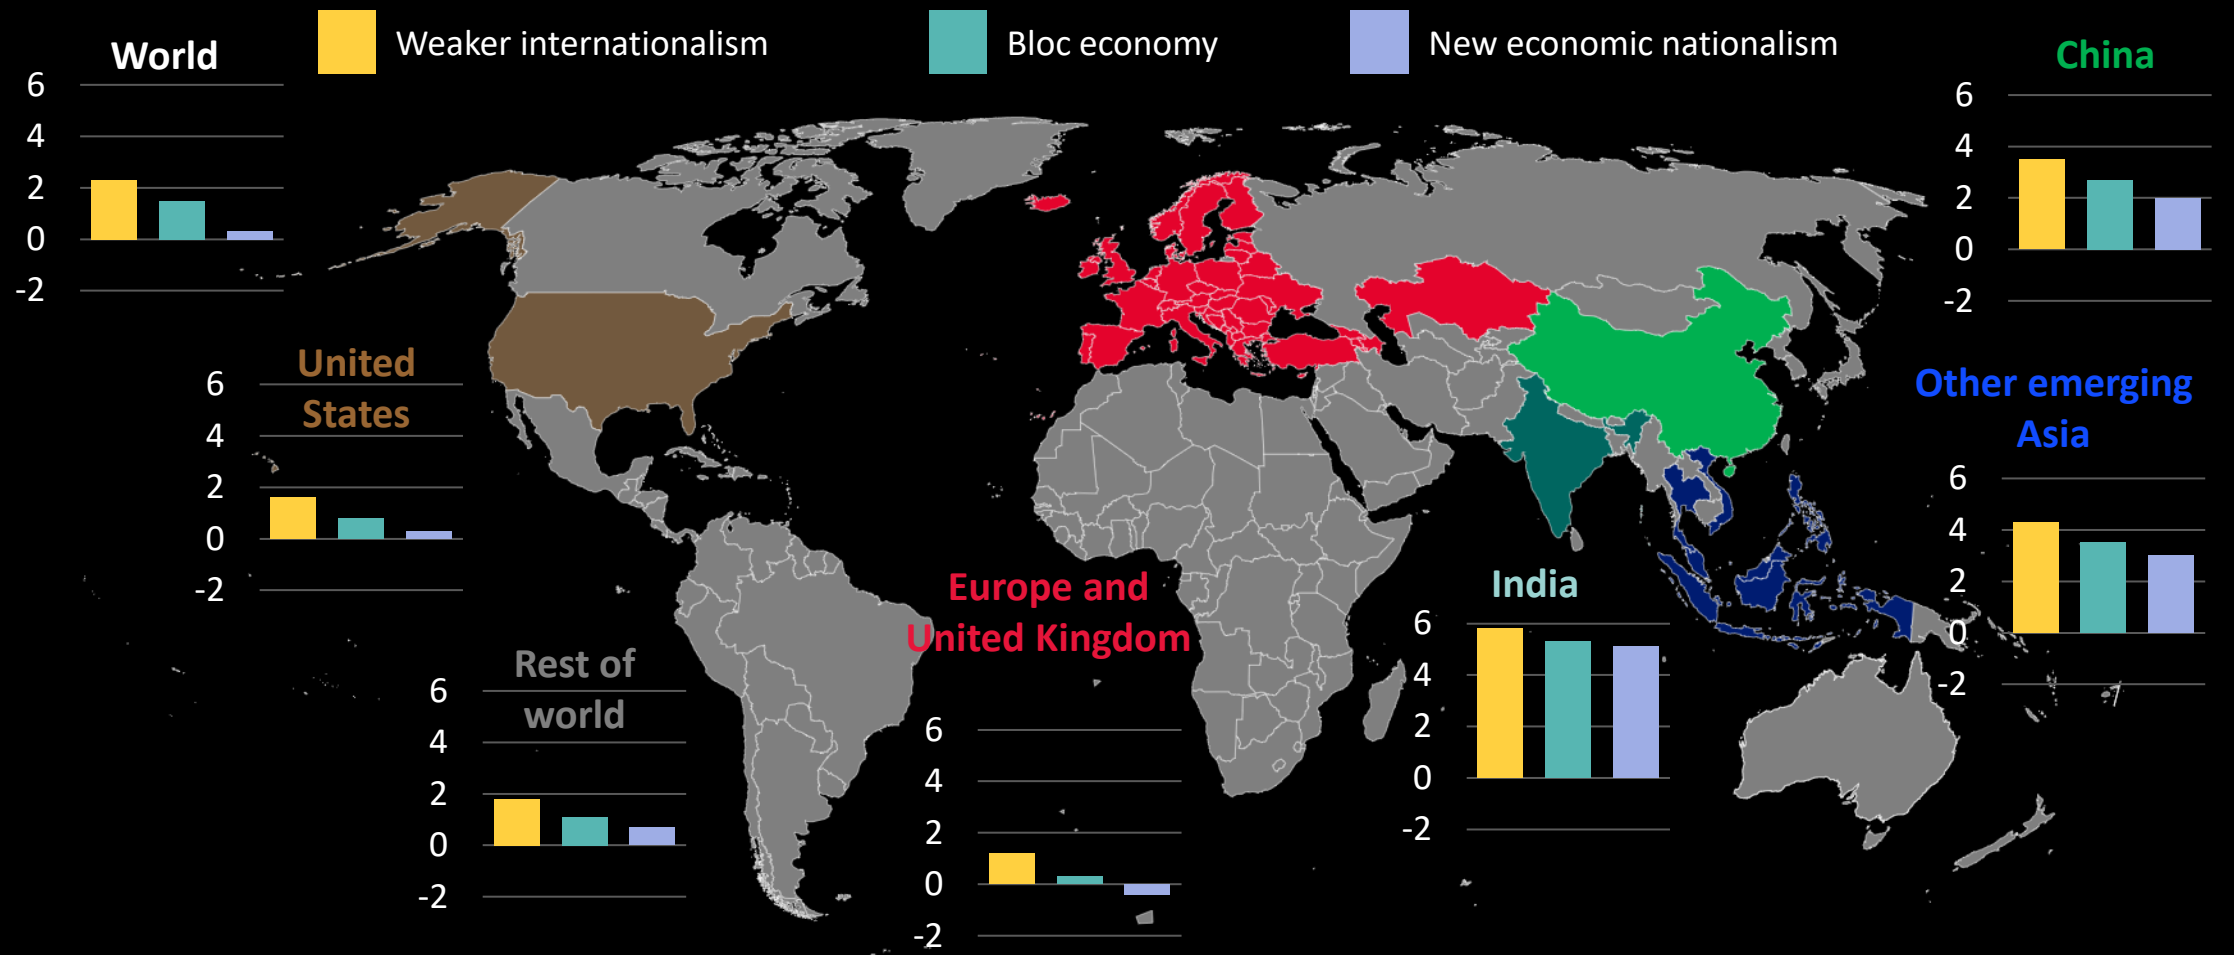 Weaker internationalism
Bloc economy
New economic nationalism
World
6
4
2
0
-2
China
6
4
2
0
-2
United
States
6
4
2
0
-2
Other emerging
Asia
6
4
2
0
-2
Rest of
world
6
4
2
0
-2
Europe and
United Kingdom
6
4
2
0
-2
India
6
4
2
0
-2